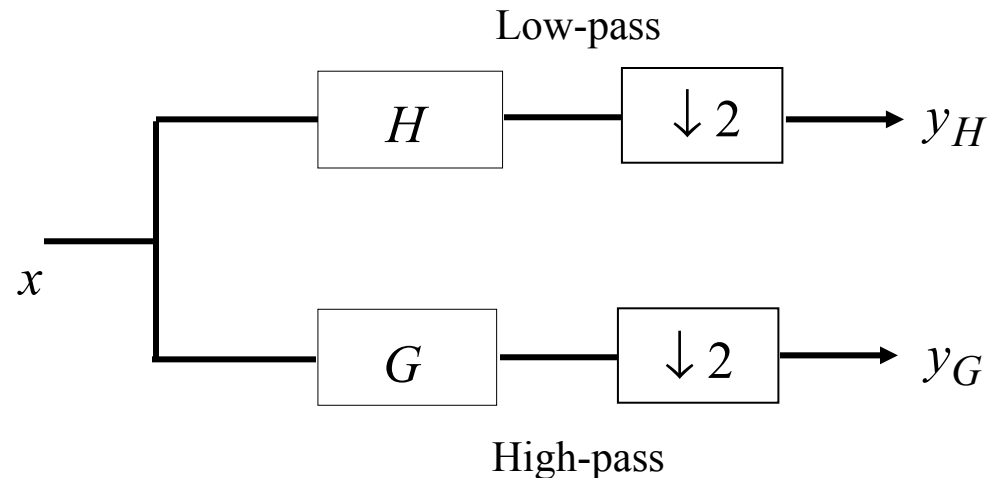 Low-pass
H
↓ 2
y_H
x
G
↓ 2
y_G
High-pass